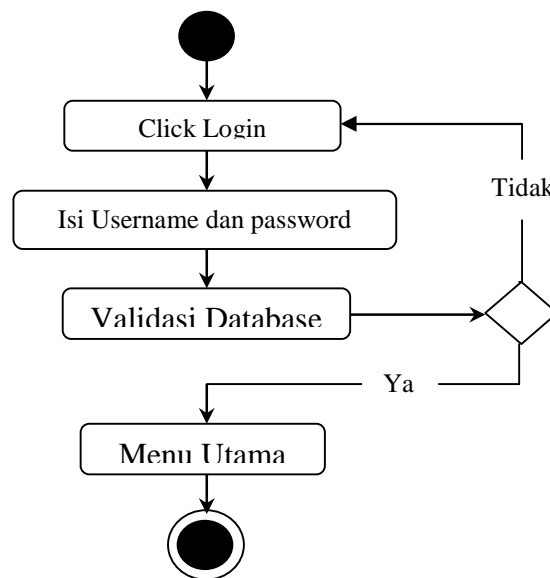 Click Login
Tidak
Isi Username dan password
Validasi Database
Ya
Menu Utama